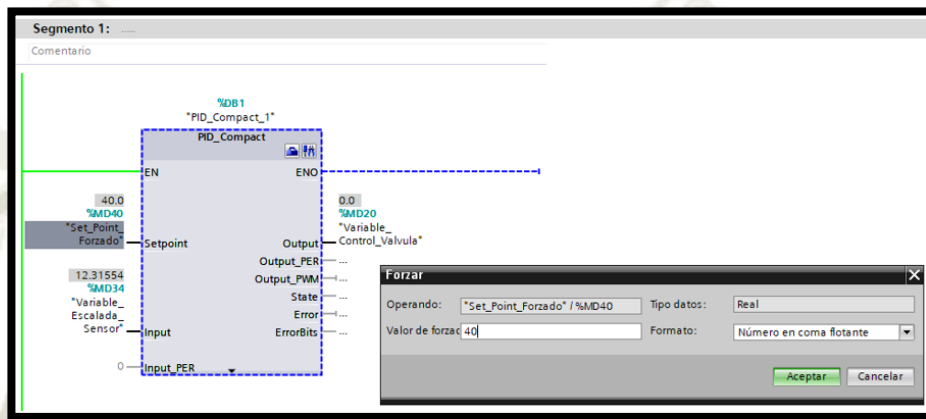 Segmento 1: .....
Comentario
%DB1
"PID_Compact_1"
PID_Compact
EN
ENO
40.0
%MD40
"Set_Point_
Forzado"
Setpoint
12.31554
%MD34
"Variable_
Escalada_
Sensor"
Input
0
Input_PER
0.0
%MD20
"Variable_
Control_Valvula"
Output
Output_PER
...
Output_PWM
...
State
...
Error
...
ErrorBits
...
Forzar
X
Operando:
"Set_Point_Forzado" / %MD40
Tipo datos:
Real
Valor de forzac
40
Formato:
Número en coma flotante
Aceptar
Cancelar